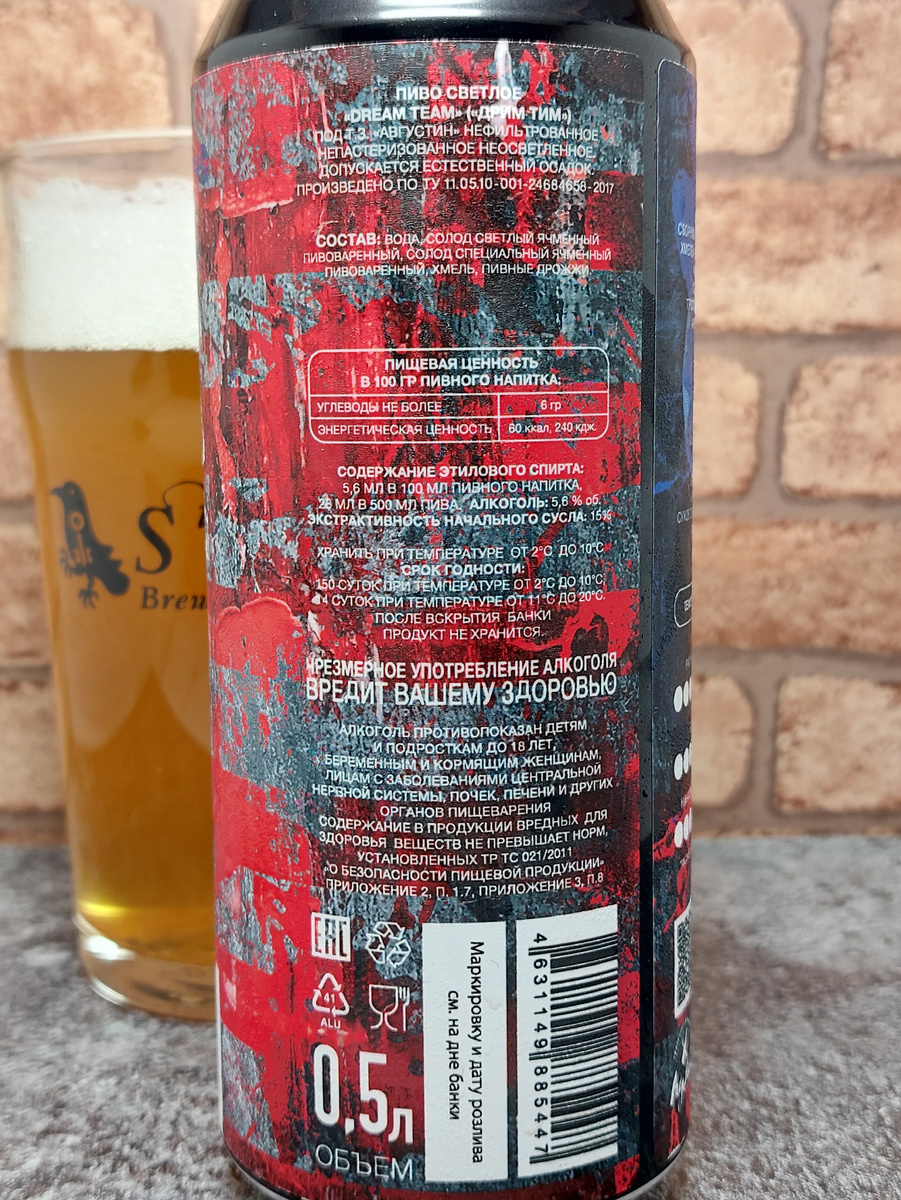 ПИВО СВЕТЛОЕ
«DREAM TEAM» («ДРИМ ТИМ»)
ПОД Т.З. «АВГУСТИН» НЕФИЛЬТРОВАННОЕ
НЕПАСТЕРИЗОВАННОЕ НЕОСВЕТЛЕННОЕ.
ДОПУСКАЕТСЯ ЕСТЕСТВЕННЫЙ ОСАДОК.
ПРОИЗВЕДЕНО ПО ТУ 11.05.10-001-24684658-2017
СОСТАВ: ВОДА, СОЛОД СВЕТЛЫЙ ЯЧМЕННЫЙ
ПИВОВАРЕННЫЙ, СОЛОД СПЕЦИАЛЬНЫЙ ЯЧМЕННЫЙ
ПИВОВАРЕННЫЙ, ХМЕЛЬ, ПИВНЫЕ ДРОЖЖИ.
ПИЩЕВАЯ ЦЕННОСТЬ
В 100 ГР ПИВНОГО НАПИТКА:
УГЛЕВОДЫ НЕ БОЛЕЕ 6 гр
ЭНЕРГЕТИЧЕСКАЯ ЦЕННОСТЬ 60 ккал, 240 кдж.
СОДЕРЖАНИЕ ЭТИЛОВОГО СПИРТА:
5,6 МЛ В 100 МЛ ПИВНОГО НАПИТКА,
28 МЛ В 500 МЛ ПИВА. АЛКОГОЛЬ: 5,6 % об.
ЭКСТРАКТИВНОСТЬ НАЧАЛЬНОГО СУСЛА: 15%
ХРАНИТЬ ПРИ ТЕМПЕРАТУРЕ ОТ 2°С ДО 10°С
СРОК ГОДНОСТИ:
150 СУТОК ПРИ ТЕМПЕРАТУРЕ ОТ 2°С ДО 10°С,
14 СУТОК ПРИ ТЕМПЕРАТУРЕ ОТ 11°С ДО 20°С.
ПОСЛЕ ВСКРЫТИЯ БАНКИ
ПРОДУКТ НЕ ХРАНИТСЯ.
ЧРЕЗМЕРНОЕ УПОТРЕБЛЕНИЕ АЛКОГОЛЯ
ВРЕДИТ ВАШЕМУ ЗДОРОВЬЮ
АЛКОГОЛЬ ПРОТИВОПОКАЗАН ДЕТЯМ
И ПОДРОСТКАМ ДО 18 ЛЕТ,
БЕРЕМЕННЫМ И КОРМЯЩИМ ЖЕНЩИНАМ,
ЛИЦАМ С ЗАБОЛЕВАНИЯМИ ЦЕНТРАЛЬНОЙ
НЕРВНОЙ СИСТЕМЫ, ПОЧЕК, ПЕЧЕНИ И ДРУГИХ
ОРГАНОВ ПИЩЕВАРЕНИЯ
СОДЕРЖАНИЕ В ПРОДУКЦИИ ВРЕДНЫХ ДЛЯ
ЗДОРОВЬЯ ВЕЩЕСТВ НЕ ПРЕВЫШАЕТ НОРМ,
УСТАНОВЛЕННЫХ ТР ТС 021/2011
«О БЕЗОПАСНОСТИ ПИЩЕВОЙ ПРОДУКЦИИ»
ПРИЛОЖЕНИЕ 2, П. 1.7, ПРИЛОЖЕНИЕ 3, П.8
EAC
41
ALU
0,5л
ОБЪЕМ
Маркировку и дату розлива
см. на дне банки
4631149885447